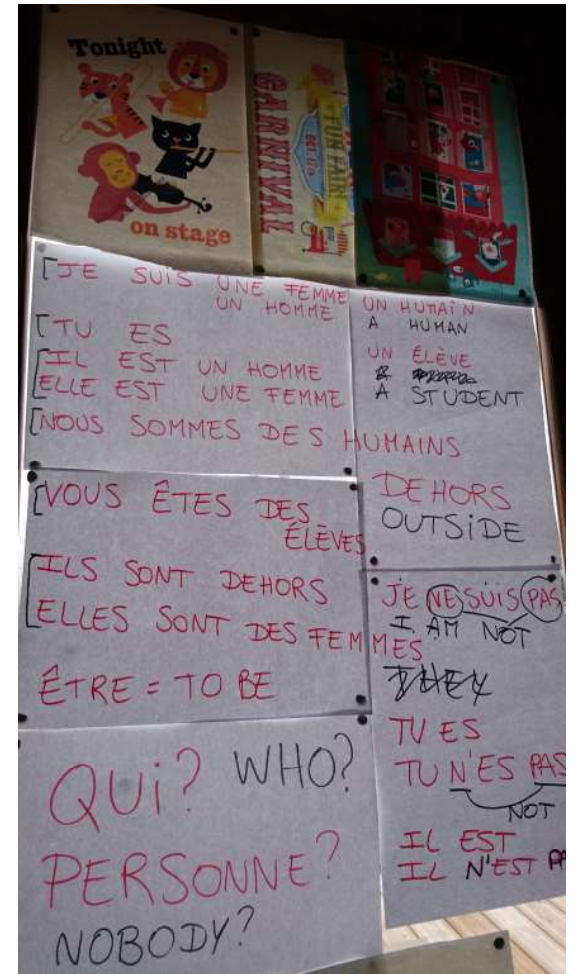 Tonight
on stage
CARNIVAL
FUN FAIR
JE SUIS UNE FEMME
UN HOMME
TU ES
IL EST UN HOMME
ELLE EST UNE FEMME
NOUS SOMMES DES HUMAINS
UN HUMAIN
A HUMAN
UN ÉLÈVE
A STUDENT
DEHORS
OUTSIDE
VOUS ÊTES DES
ÉLÈVES
ILS SONT DEHORS
ELLES SONT DES FEMMES
ÊTRE = TO BE
JE NE SUIS PAS
I AM NOT
THEY
TU ES
TU N'ES PAS
NOT
IL EST
IL N'EST PA
QUI? WHO?
PERSONNE?
NOBODY?